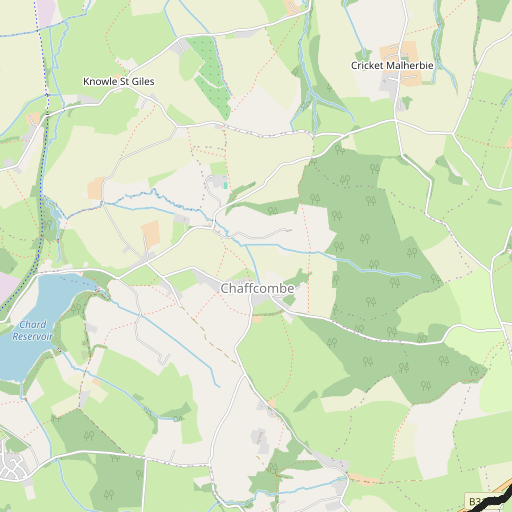 Cricket Malherbie
Knowle St Giles
Chaffcombe
Chard
Reservoir